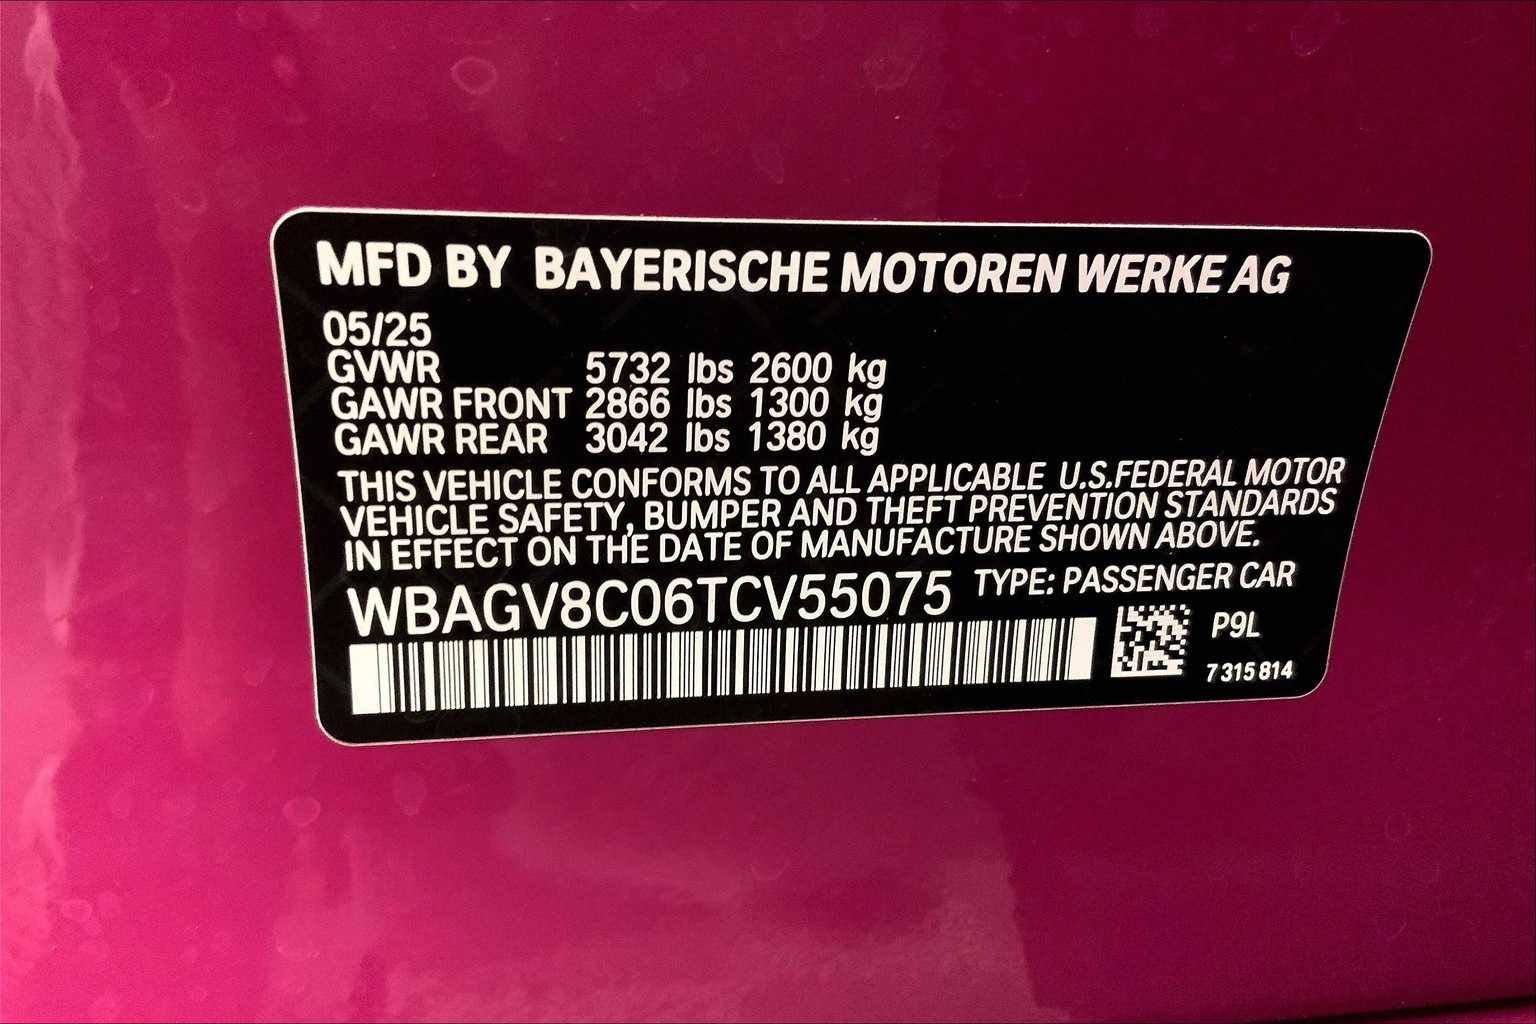 MFD BY BAYERISCHE MOTOREN WERKE AG
05/25
GVWR 5732 lbs 2600 kg
GAWR FRONT 2866 lbs 1300 kg
GAWR REAR 3042 lbs 1380 kg
THIS VEHICLE CONFORMS TO ALL APPLICABLE U.S.FEDERAL MOTOR
VEHICLE SAFETY, BUMPER AND THEFT PREVENTION STANDARDS
IN EFFECT ON THE DATE OF MANUFACTURE SHOWN ABOVE.
WBAGV8C06TCV55075 TYPE: PASSENGER CAR
P9L
7 315 814